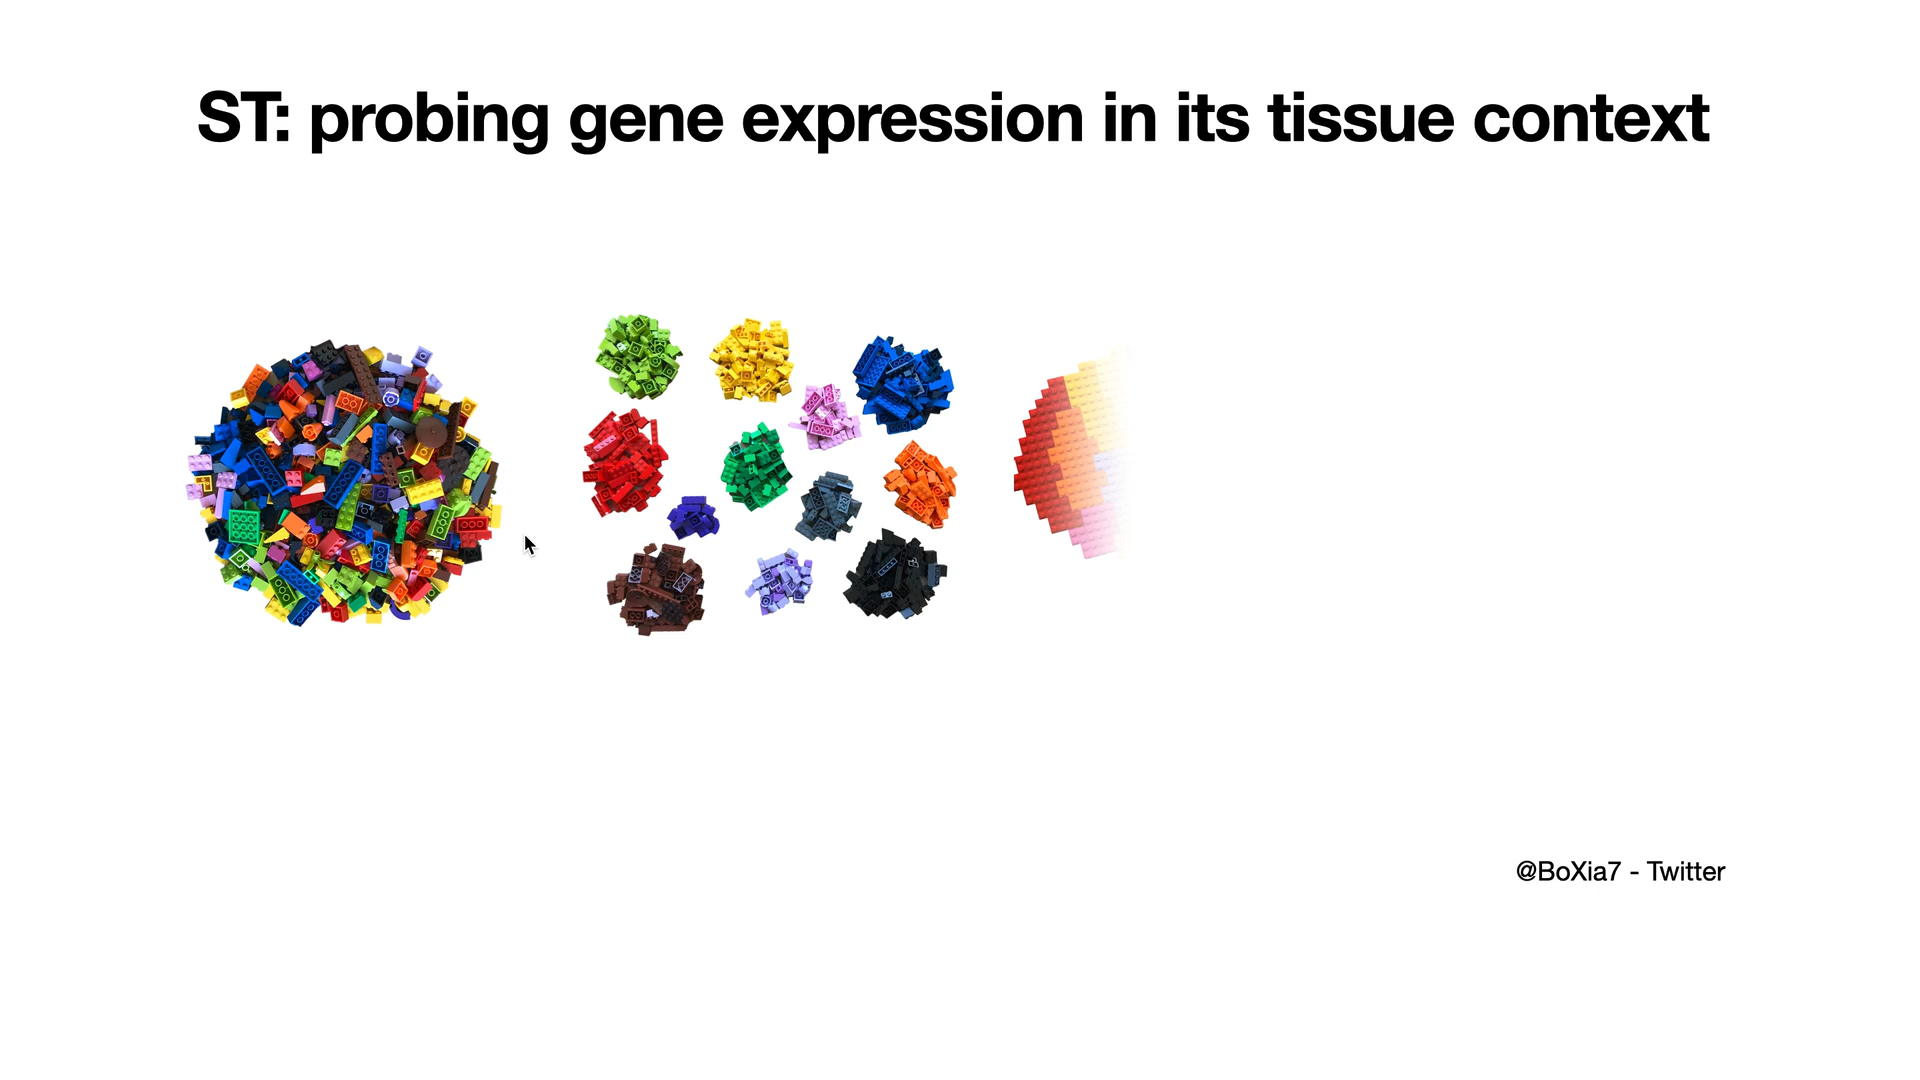 ST: probing gene expression in its tissue context
@BoXia7 - Twitter